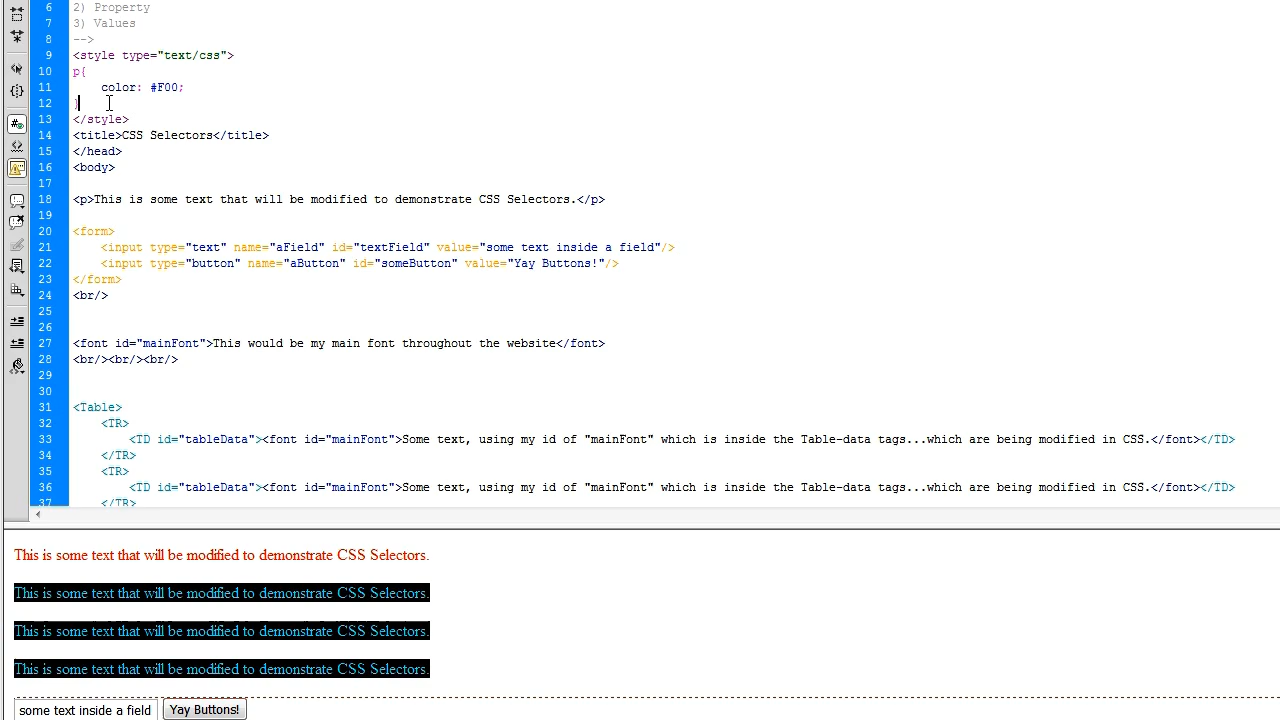 6 2) Property
7 3) Values
8 -->
9 <style type="text/css">
10 p{
11 color: #F00;
12 }
13 </style>
14 <title>CSS Selectors</title>
15 </head>
16 <body>
17
18 <p>This is some text that will be modified to demonstrate CSS Selectors.</p>
19
20 <form>
21 <input type="text" name="aField" id="textField" value="some text inside a field"/>
22 <input type="button" name="aButton" id="someButton" value="Yay Buttons!"/>
23 </form>
24 <br/>
25
26
27 <font id="mainFont">This would be my main font throughout the website</font>
28 <br/><br/><br/>
29
30
31 <Table>
32 <TR>
33 <TD id="tableData"><font id="mainFont">Some text, using my id of "mainFont" which is inside the Table-data tags...which are being modified in CSS.</font></TD>
34 </TR>
35 <TR>
36 <TD id="tableData"><font id="mainFont">Some text, using my id of "mainFont" which is inside the Table-data tags...which are being modified in CSS.</font></TD>
37 </TR>
This is some text that will be modified to demonstrate CSS Selectors.
This is some text that will be modified to demonstrate CSS Selectors.
This is some text that will be modified to demonstrate CSS Selectors.
This is some text that will be modified to demonstrate CSS Selectors.
some text inside a field Yay Buttons!